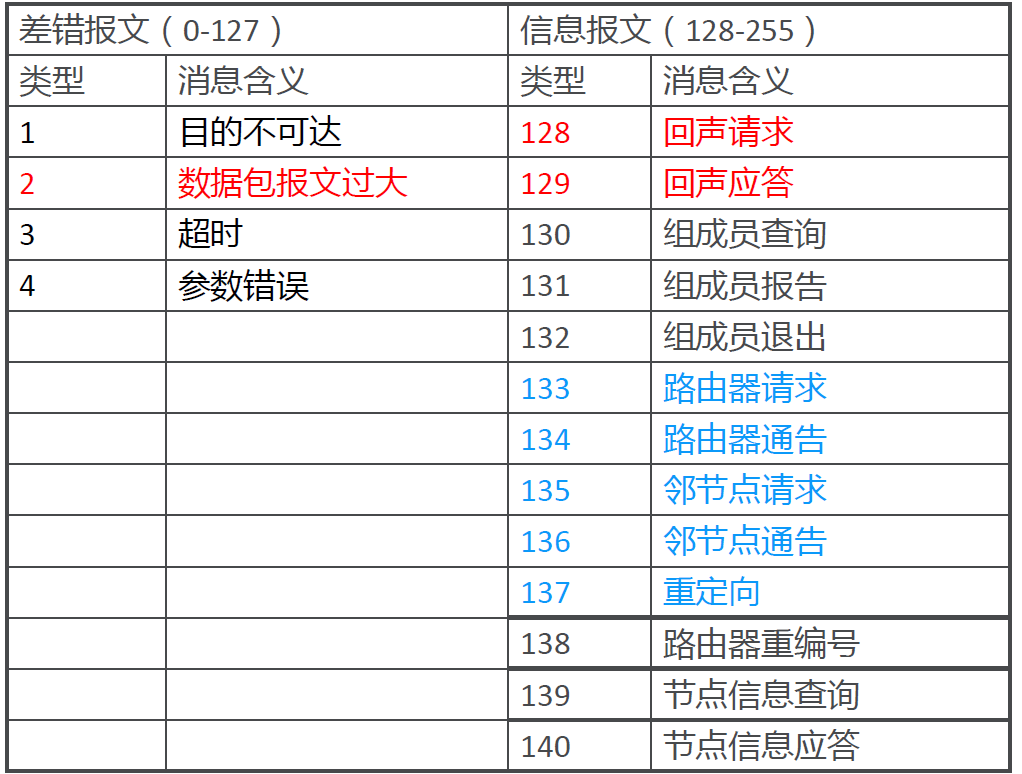 差错报文（0-127） 信息报文（128-255）
类型 消息含义 类型 消息含义
1 目的不可达 128 回声请求
2 数据包报文过大 129 回声应答
3 超时 130 组成员查询
4 参数错误 131 组成员报告
132 组成员退出
133 路由器请求
134 路由器通告
135 邻节点请求
136 邻节点通告
137 重定向
138 路由器重编号
139 节点信息查询
140 节点信息应答